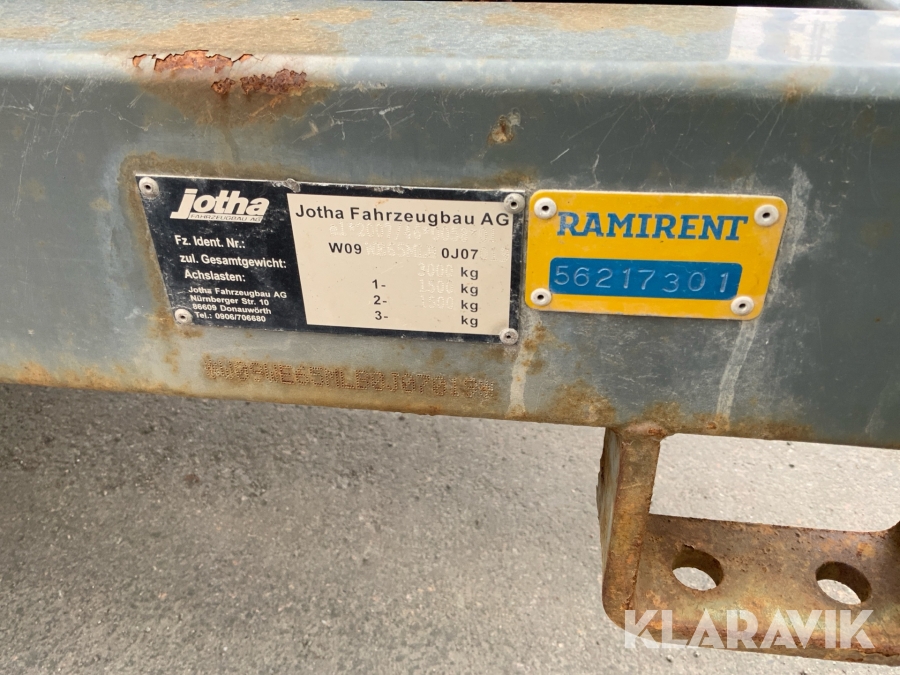 jotha
FAHRZEUGBAU AG
Fz. Ident. Nr.:
zul. Gesamtgewicht:
Achslasten:
Jotha Fahrzeugbau AG
Nürnberger Str. 10
86609 Donauwörth
Tel.: 0906/706680
Jotha Fahrzeugbau AG
W09 0J07
kg
1- 1500 kg
2- kg
3- kg
RAMIRENT
56217301
KLARAVIK